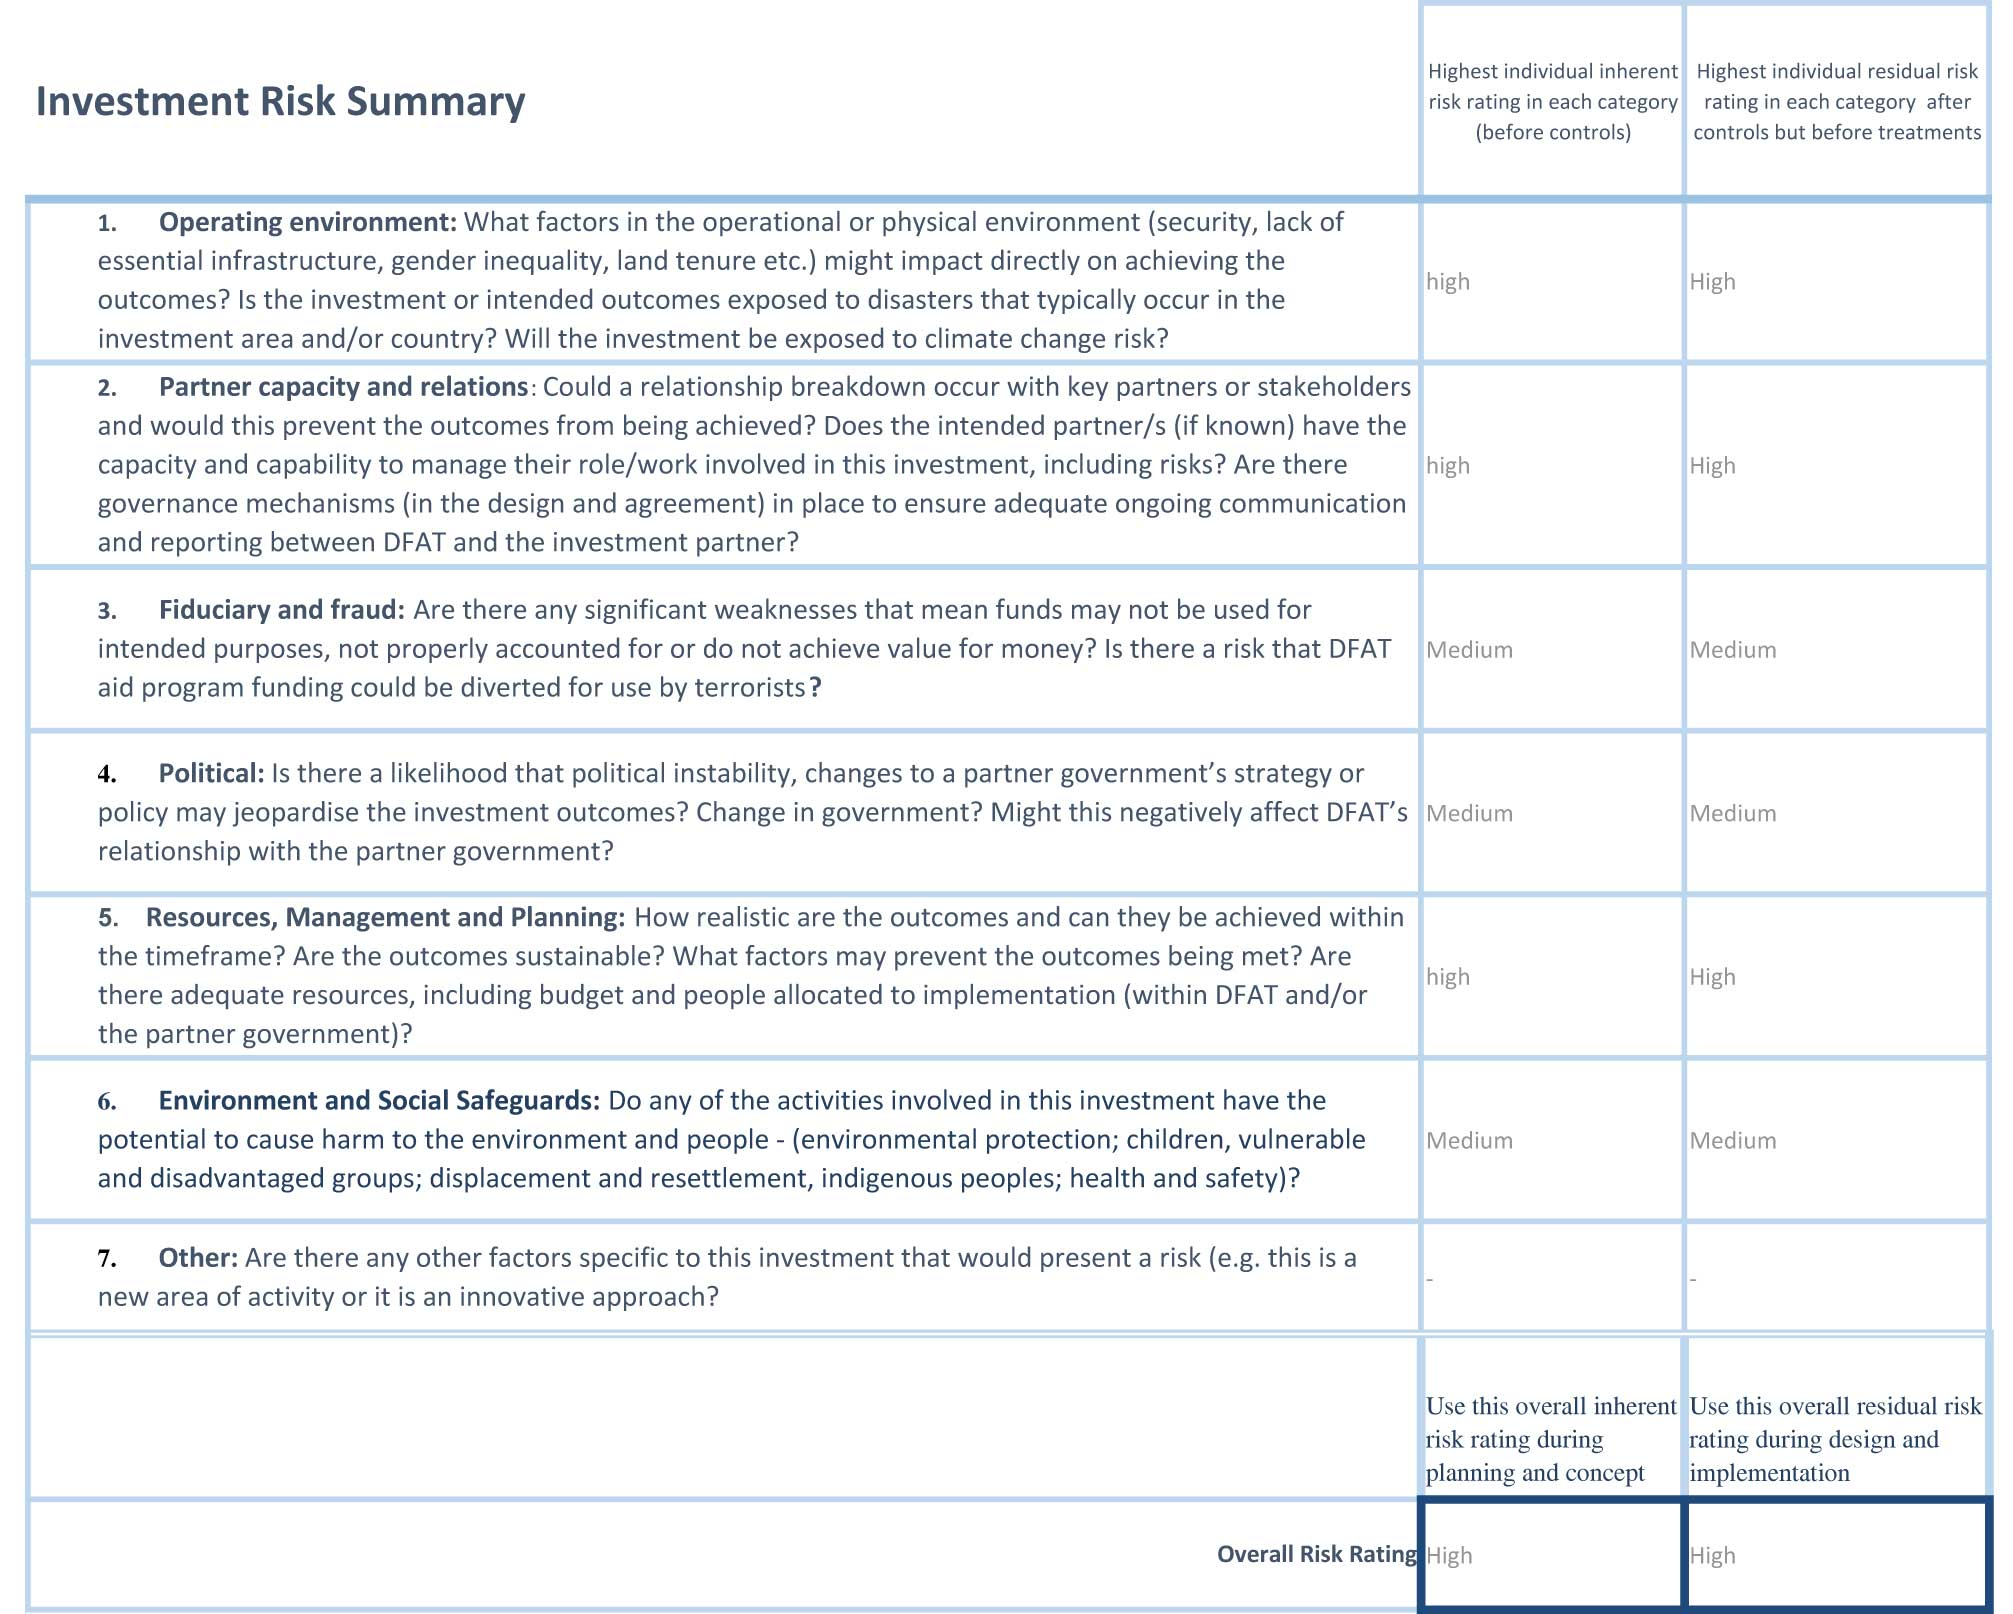 Investment Risk Summary
Highest individual inherent
risk rating in each category
(before controls)
Highest individual residual risk
rating in each category after
controls but before treatments
1. Operating environment: What factors in the operational or physical environment (security, lack of
essential infrastructure, gender inequality, land tenure etc.) might impact directly on achieving the
outcomes? Is the investment or intended outcomes exposed to disasters that typically occur in the
investment area and/or country? Will the investment be exposed to climate change risk?
high
High
2. Partner capacity and relations: Could a relationship breakdown occur with key partners or stakeholders
and would this prevent the outcomes from being achieved? Does the intended partner/s (if known) have the
capacity and capability to manage their role/work involved in this investment, including risks? Are there
governance mechanisms (in the design and agreement) in place to ensure adequate ongoing communication
and reporting between DFAT and the investment partner?
high
High
3. Fiduciary and fraud: Are there any significant weaknesses that mean funds may not be used for
intended purposes, not properly accounted for or do not achieve value for money? Is there a risk that DFAT
aid program funding could be diverted for use by terrorists?
Medium
Medium
4. Political: Is there a likelihood that political instability, changes to a partner government’s strategy or
policy may jeopardise the investment outcomes? Change in government? Might this negatively affect DFAT’s
relationship with the partner government?
Medium
Medium
5. Resources, Management and Planning: How realistic are the outcomes and can they be achieved within
the timeframe? Are the outcomes sustainable? What factors may prevent the outcomes being met? Are
there adequate resources, including budget and people allocated to implementation (within DFAT and/or
the partner government)?
high
High
6. Environment and Social Safeguards: Do any of the activities involved in this investment have the
potential to cause harm to the environment and people - (environmental protection; children, vulnerable
and disadvantaged groups; displacement and resettlement, indigenous peoples; health and safety)?
Medium
Medium
7. Other: Are there any other factors specific to this investment that would present a risk (e.g. this is a
new area of activity or it is an innovative approach?
-
-
Use this overall inherent
risk rating during
planning and concept
Use this overall residual risk
rating during design and
implementation
Overall Risk Rating
High
High